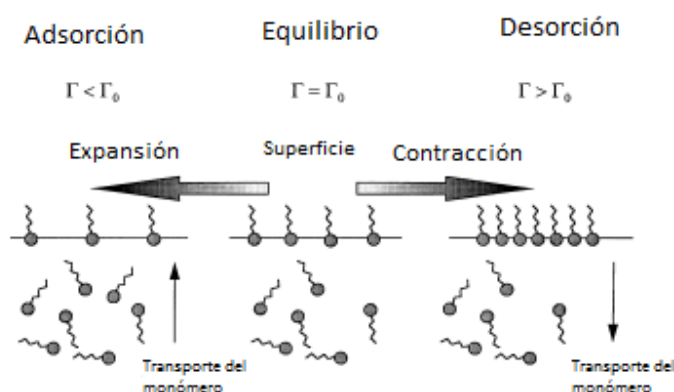 Adsorción
Equilibrio
Desorción
Γ < Γ₀
Γ = Γ₀
Γ > Γ₀
Expansión
Superficie
Contracción
Transporte del
monómero
Transporte del
monómero